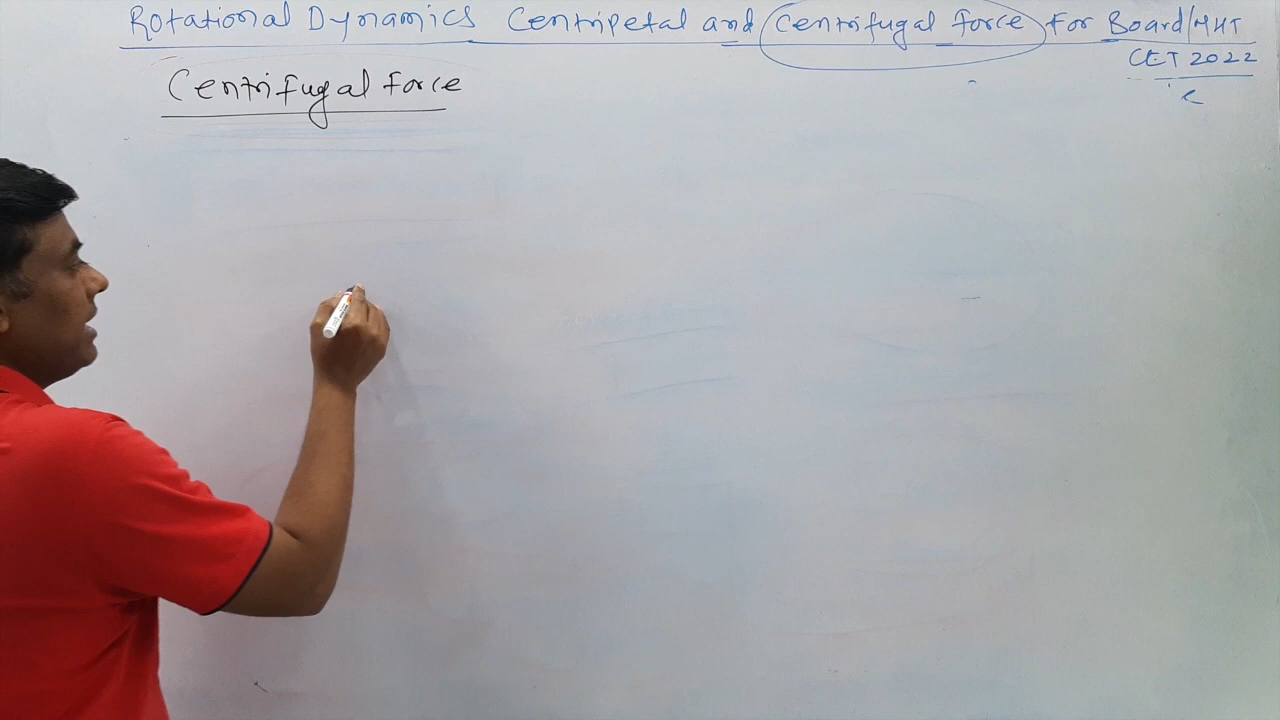 Rotational Dynamics Centripetal and Centrifugal force For Board/MHT
CET 2022
Centrifugal force